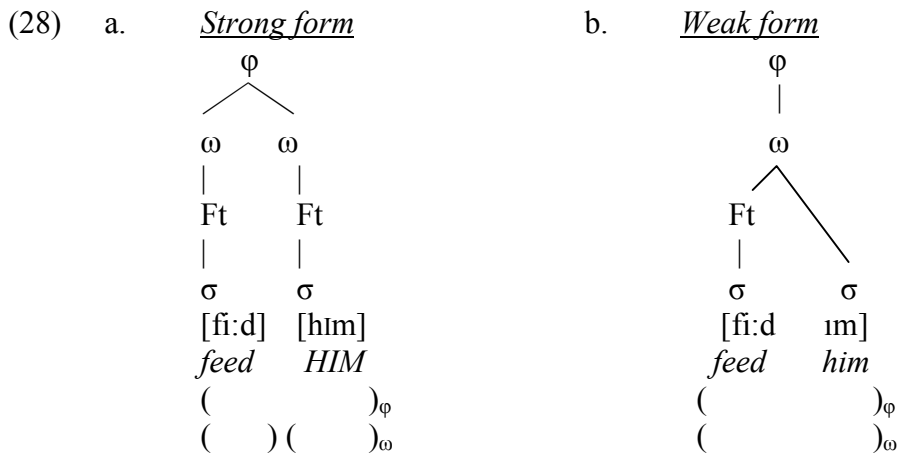 (28) a. Strong form b. Weak form
φ φ
ω ω ω
Ft Ft Ft
σ σ σ σ
[fi:d] [hɪm] [fi:d ɪm]
feed HIM feed him
( )φ ( )φ
( ) ( )ω ( )ω